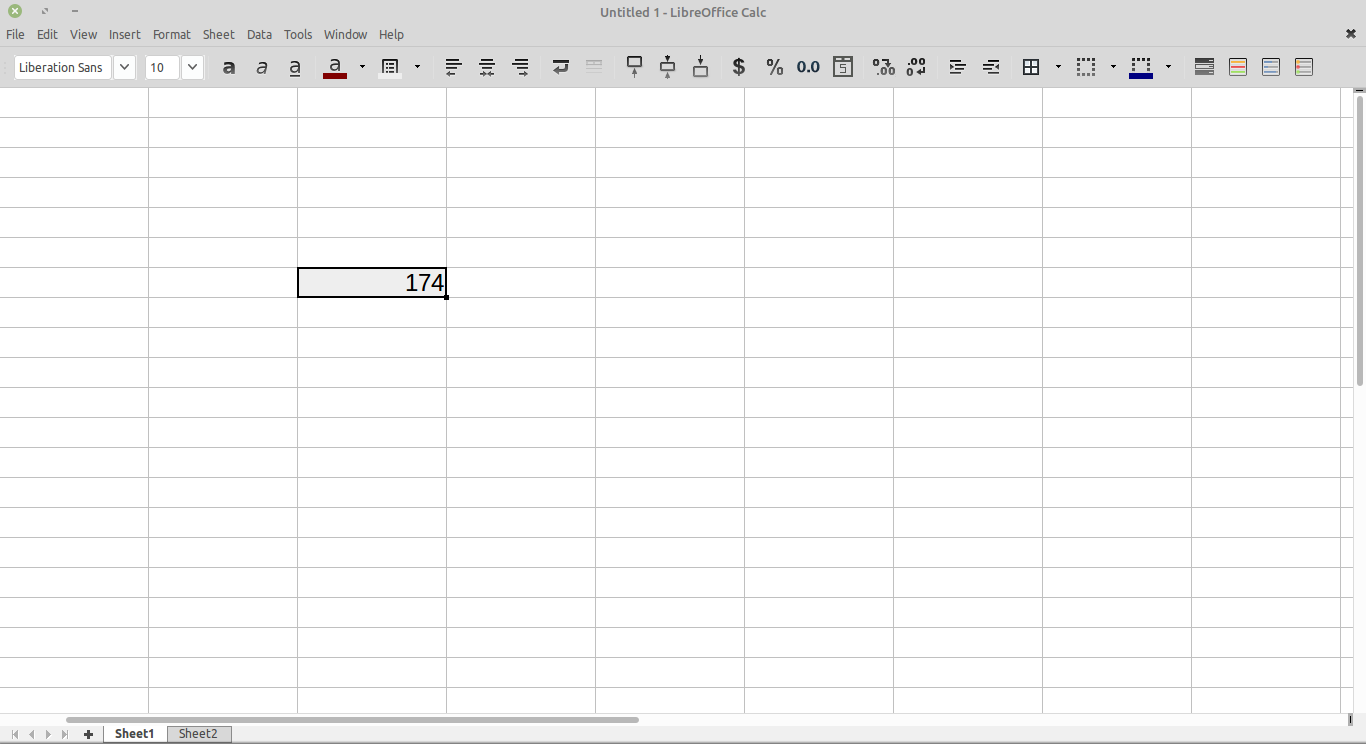 Untitled 1 - LibreOffice Calc
File Edit View Insert Format Sheet Data Tools Window Help
Liberation Sans 10 a a a a $ % 0.0
174
Sheet1 Sheet2